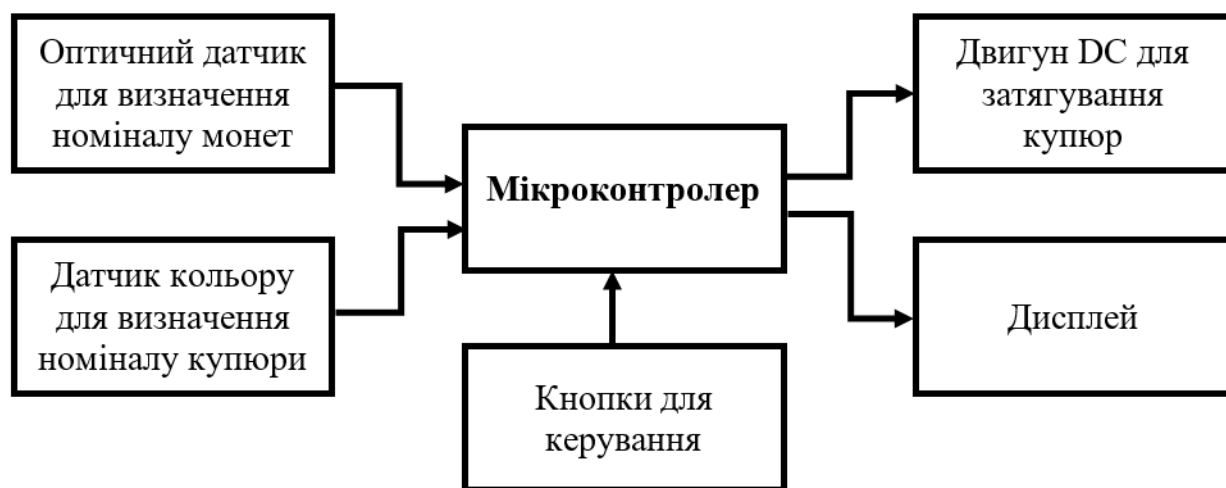 Оптичний датчик
для визначення
номіналу монет
Двигун DC для
затягування
купюр
Мікроконтролер
Датчик кольору
для визначення
номіналу купюри
Дисплей
Кнопки для
керування